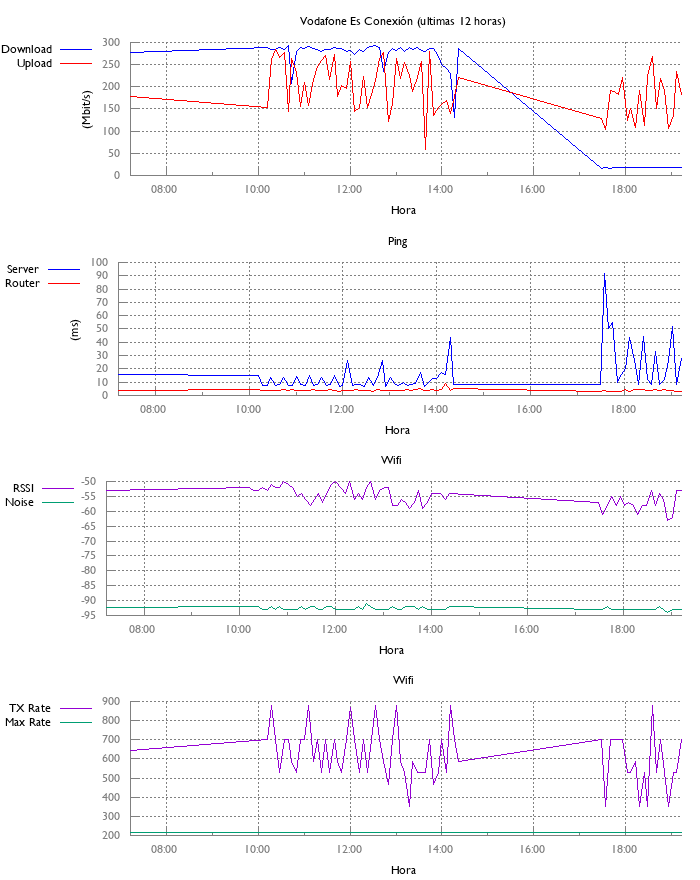 Vodafone Es Conexión (ultimas 12 horas)
Download
Upload
(Mbit/s)
300
250
200
150
100
50
0
08:00 10:00 12:00 14:00 16:00 18:00
Hora
Ping
Server
Router
(ms)
100
90
80
70
60
50
40
30
20
10
0
08:00 10:00 12:00 14:00 16:00 18:00
Hora
Wifi
RSSI
Noise
-50
-55
-60
-65
-70
-75
-80
-85
-90
-95
08:00 10:00 12:00 14:00 16:00 18:00
Hora
Wifi
TX Rate
Max Rate
900
800
700
600
500
400
300
200
08:00 10:00 12:00 14:00 16:00 18:00
Hora